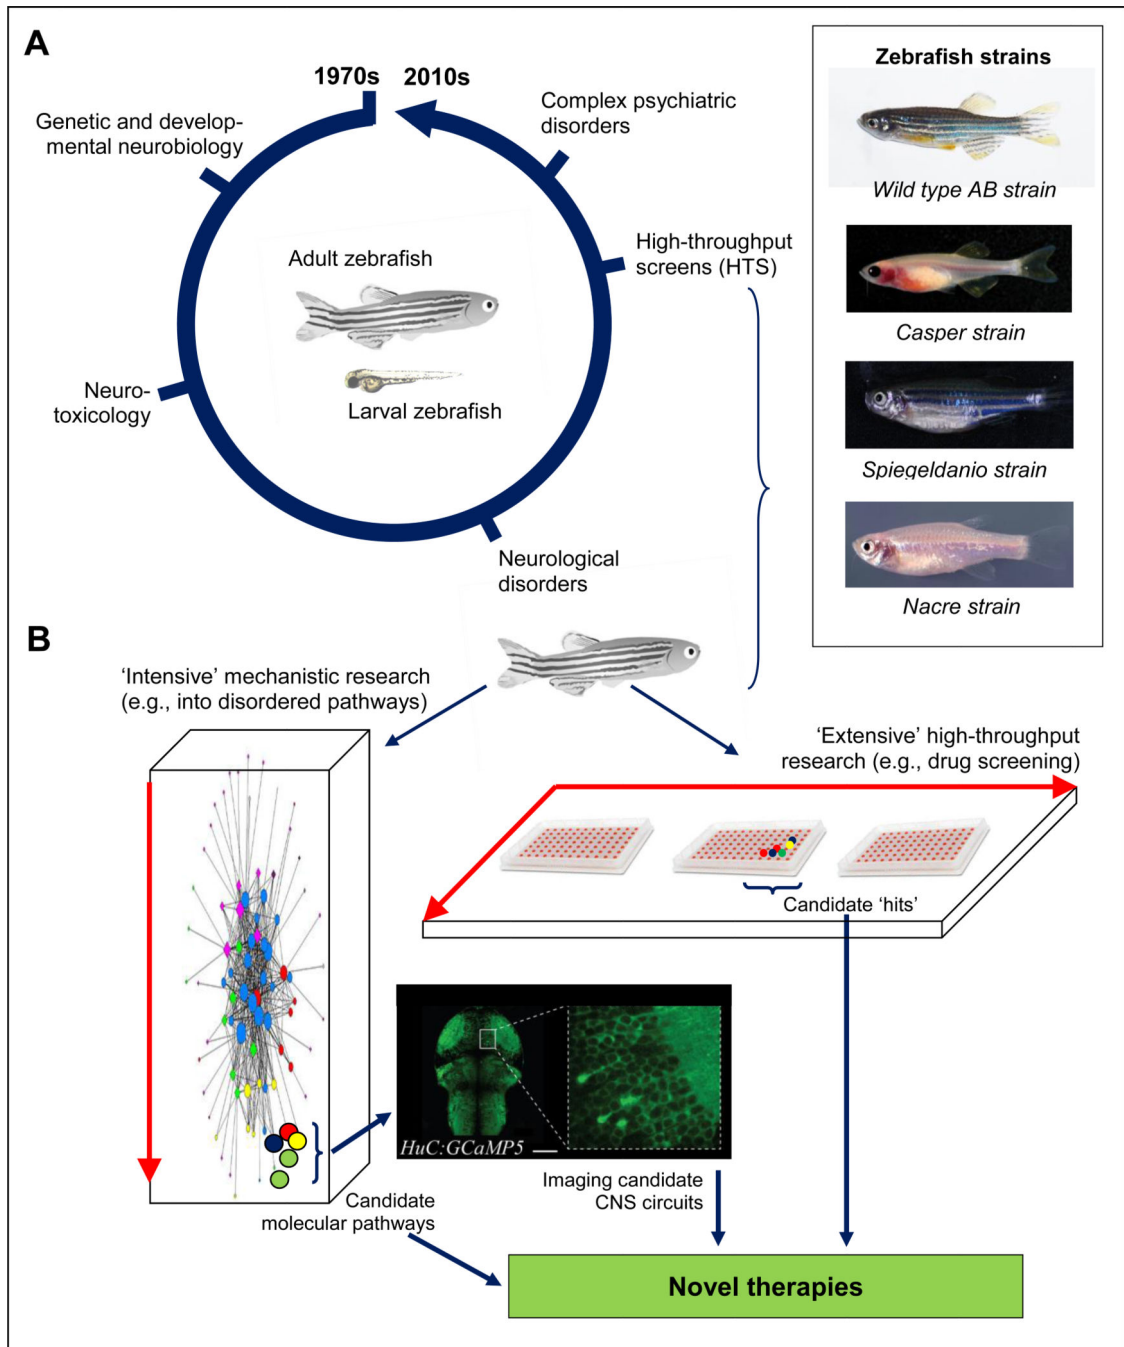 A
1970s 2010s
Genetic and develop-
mental neurobiology
Complex psychiatric
disorders
High-throughput
screens (HTS)
Adult zebrafish
Larval zebrafish
Neuro-
toxicology
Neurological
disorders
Zebrafish strains
Wild type AB strain
Casper strain
Spiegeldanio strain
Nacre strain
B
‘Intensive’ mechanistic research
(e.g., into disordered pathways)
‘Extensive’ high-throughput
research (e.g., drug screening)
Candidate ‘hits’
HuC:GCaMP5
Imaging candidate
CNS circuits
Candidate
molecular pathways
Novel therapies